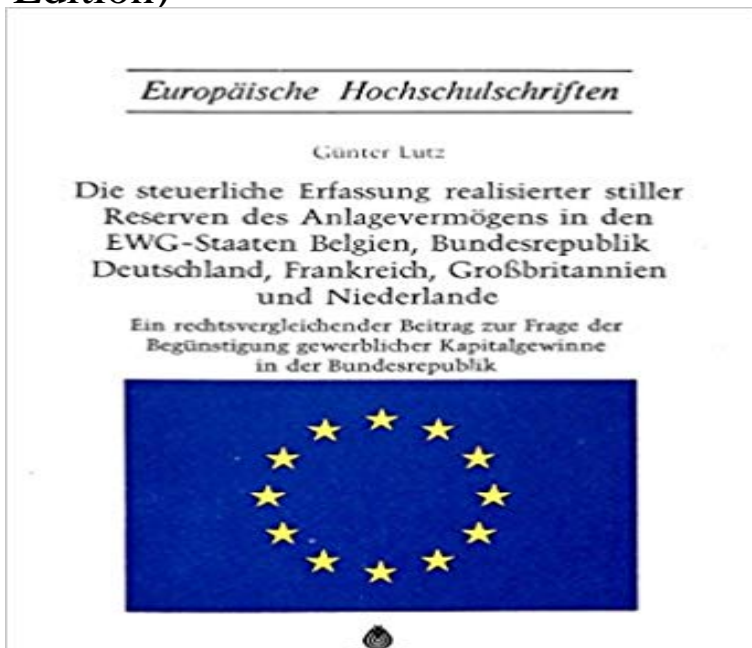 Edition)
Europäische Hochschulschriften
Günter Lutz
Die steuerliche Erfassung realisierter stiller
Reserven des Anlagevermögens in den
EWG-Staaten Belgien, Bundesrepublik
Deutschland, Frankreich, Großbritannien
und Niederlande
Ein rechtsvergleichender Beitrag zur Frage der
Begünstigung gewerblicher Kapitalgewinne
in der Bundesrepublik